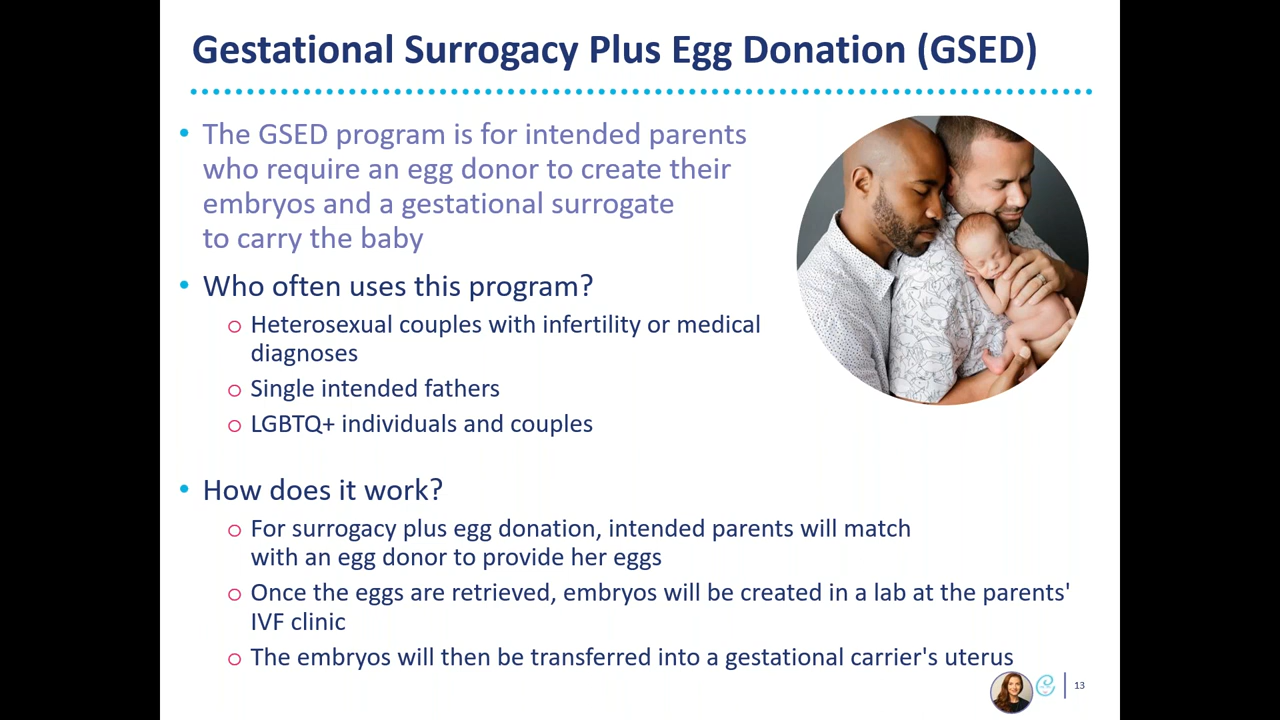 Gestational Surrogacy Plus Egg Donation (GSED)
• The GSED program is for intended parents
who require an egg donor to create their
embryos and a gestational surrogate
to carry the baby
• Who often uses this program?
o Heterosexual couples with infertility or medical
diagnoses
o Single intended fathers
o LGBTQ+ individuals and couples
• How does it work?
o For surrogacy plus egg donation, intended parents will match
with an egg donor to provide her eggs
o Once the eggs are retrieved, embryos will be created in a lab at the parents'
IVF clinic
o The embryos will then be transferred into a gestational carrier's uterus
13